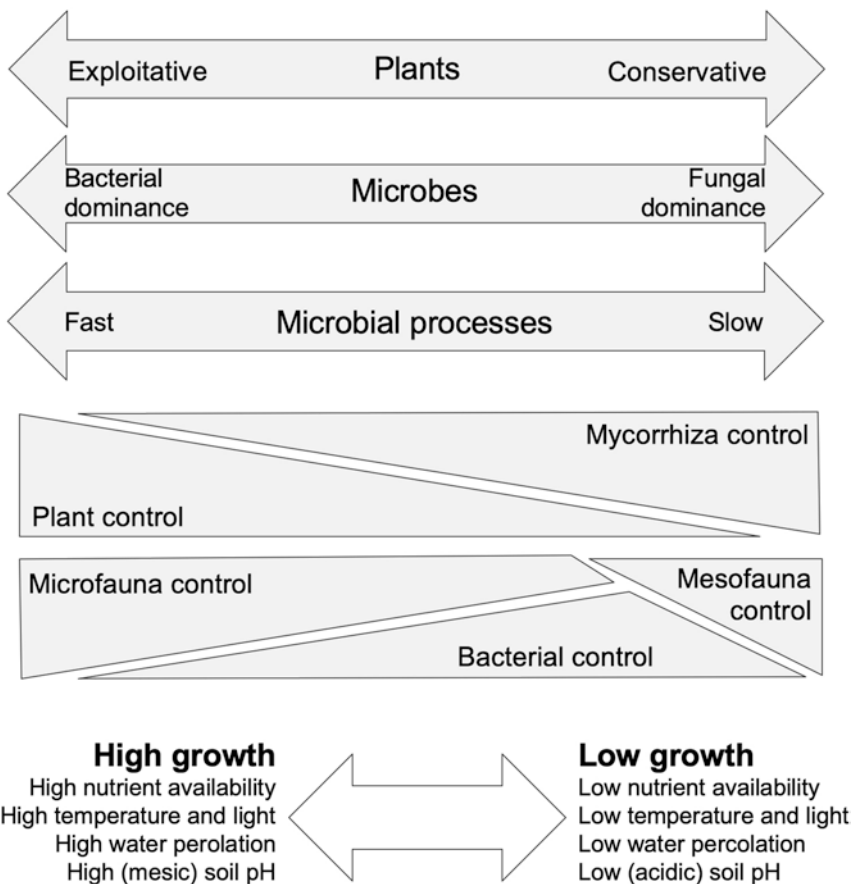 Exploitative Plants Conservative
Bacterial
dominance
Microbes
Fungal
dominance
Fast Microbial processes Slow
Mycorrhiza control
Plant control
Microfauna control
Mesofauna
control
Bacterial control
High growth
High nutrient availability
High temperature and light
High water perolation
High (mesic) soil pH
Low growth
Low nutrient availability
Low temperature and light
Low water percolation
Low (acidic) soil pH